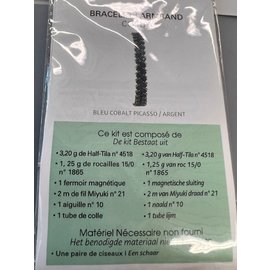 BRACELET / ARMBAND
BLEU COBALT PICASSO / ARGENT
Ce kit est composé de
De kit Bestaat uit
• 3,20 g de Half-Tila n° 4518
• 1, 25 g de rocailles 15/0 n° 1865
• 1 fermoir magnétique
• 2 m de fil Miyuki n° 21
• 1 aiguille n° 10
• 1 tube de colle
• 3,20 g van Half-Tila n° 4518
• 1,25 g van roc 15/0 n° 1865
• 1 magnetische sluiting
• 2 m van Miyuki draad n° 21
• 1 naald n° 10
• 1 tube lijm
Matériel Nécessaire non fourni
Het benodigde materiaal
• Une paire de ciseaux I Een schaar